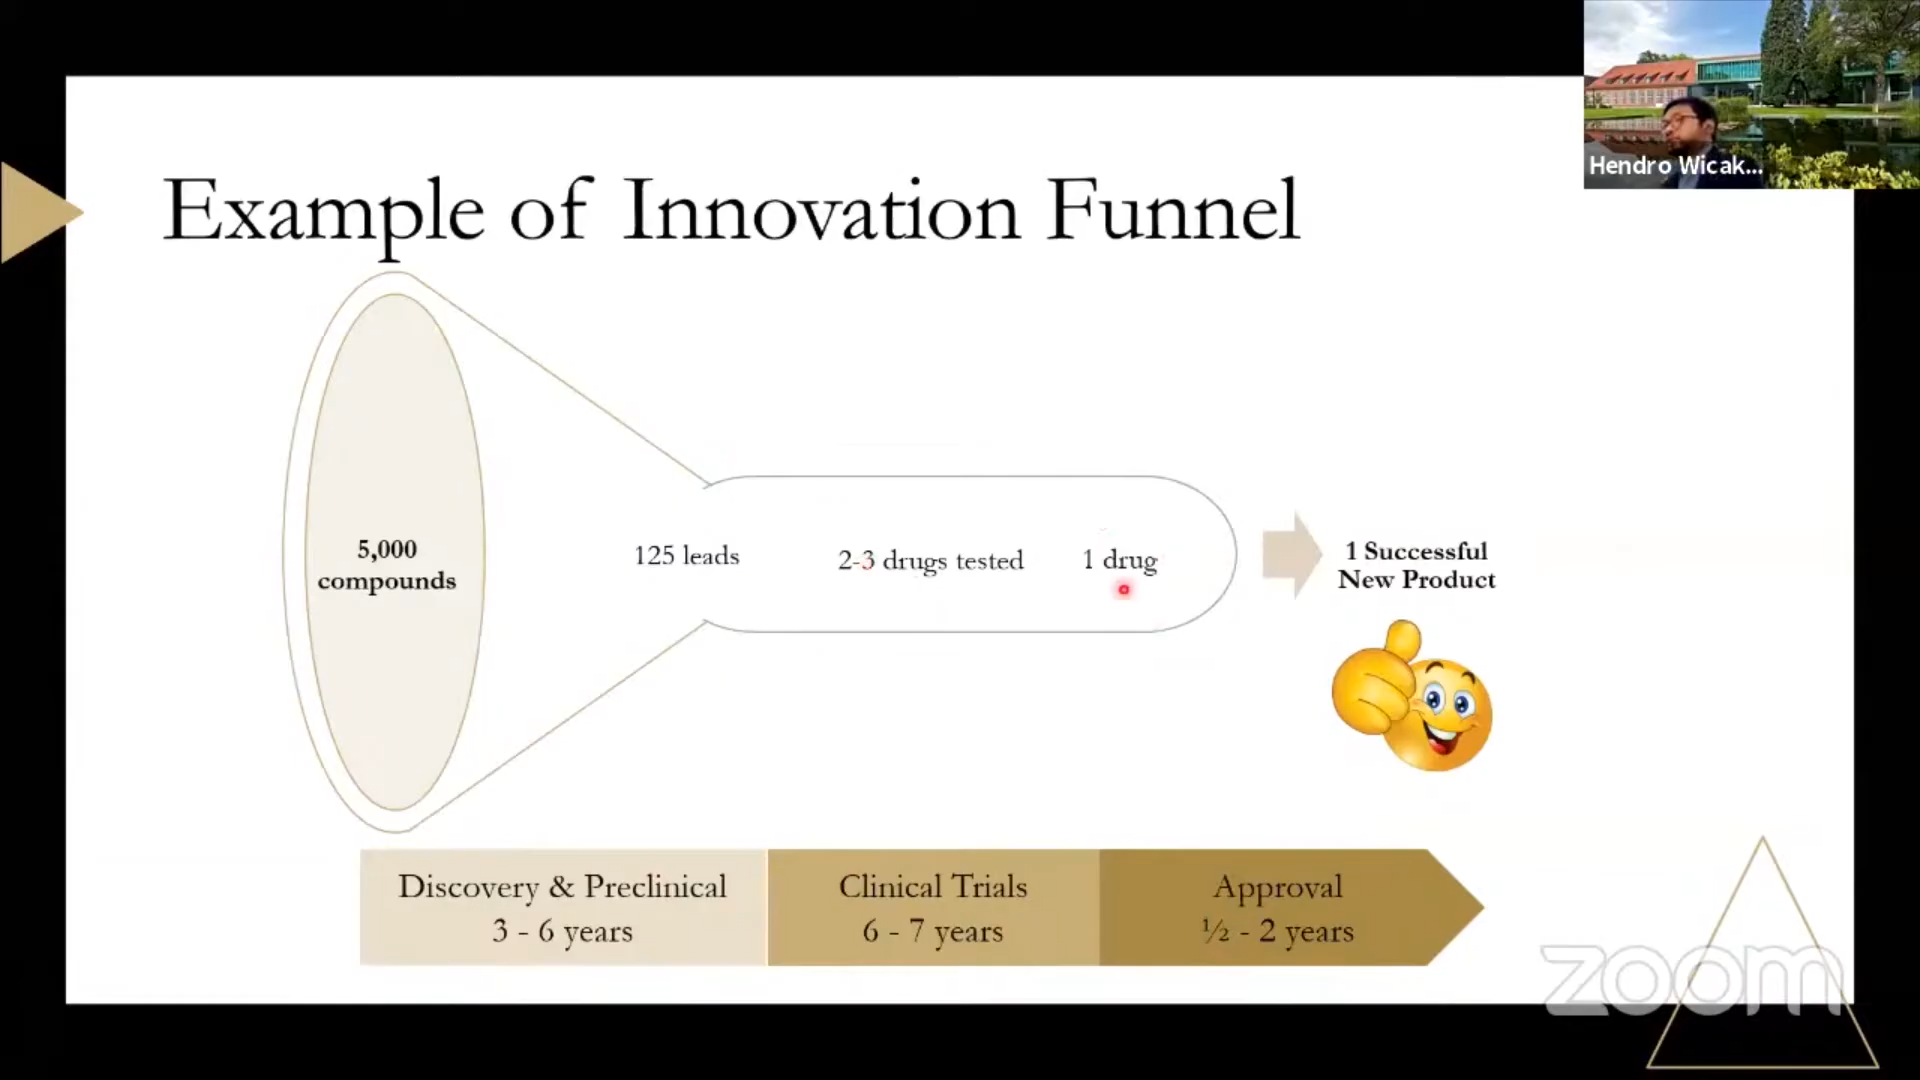 Hendro Wicak...
Example of Innovation Funnel
5,000
compounds
125 leads
2-3 drugs tested
1 drug
1 Successful
New Product
Discovery & Preclinical
3 - 6 years
Clinical Trials
6 - 7 years
Approval
½ - 2 years
zoom